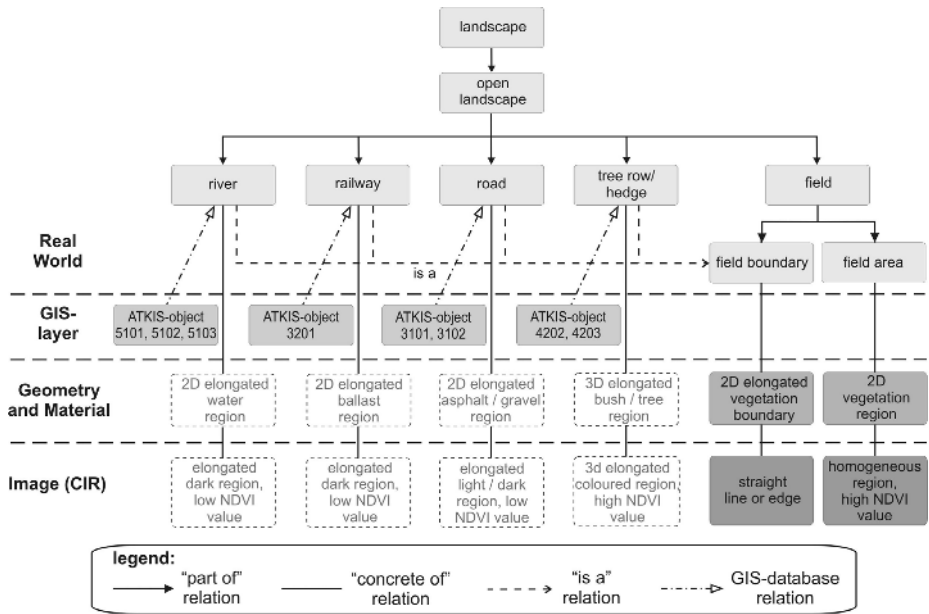 landscape
open
landscape
river
railway
road
tree row/
hedge
field
Real
World
is a
field boundary
field area
GIS-
layer
ATKIS-object
5101, 5102, 5103
ATKIS-object
3201
ATKIS-object
3101, 3102
ATKIS-object
4202, 4203
Geometry
and Material
2D elongated
water
region
2D elongated
ballast
region
2D elongated
asphalt / gravel
region
3D elongated
bush / tree
region
2D elongated
vegetation
boundary
2D
vegetation
region
Image (CIR)
elongated
dark region,
low NDVI
value
elongated
dark region,
low NDVI
value
elongated
light / dark
region, low
NDVI value
3d elongated
coloured region,
high NDVI
value
straight
line or edge
homogeneous
region,
high NDVI
value
legend:
"part of"
relation
"concrete of"
relation
"is a"
relation
GIS-database
relation